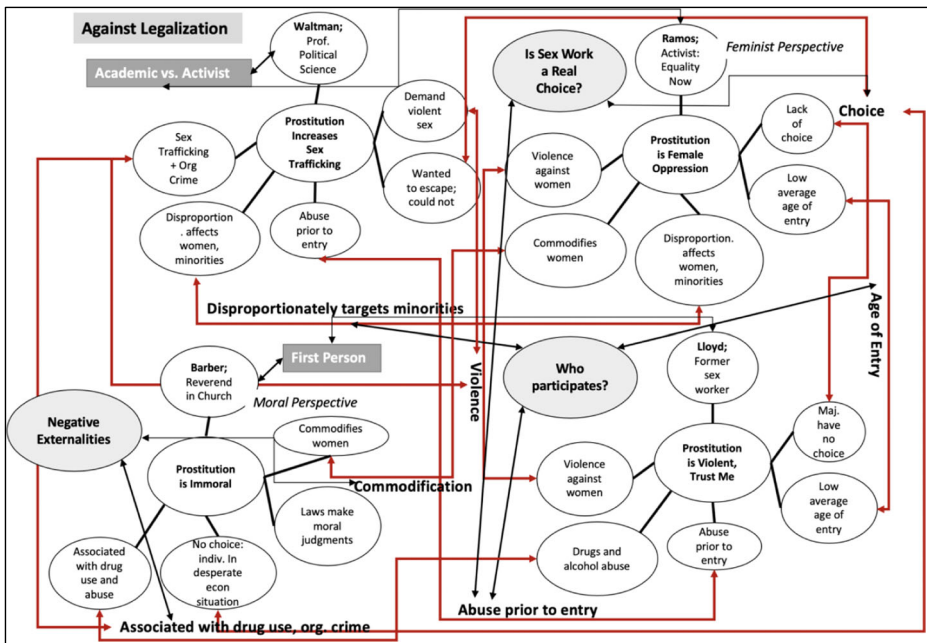 Against Legalization
Academic vs. Activist
Waltman;
Prof.
Political
Science
Prostitution
Increases
Sex
Trafficking
Demand
violent
sex
Wanted
to escape;
could not
Abuse
prior to
entry
Disproportion
. affects
women,
minorities
Sex
Trafficking
+ Org
Crime
Is Sex Work
a Real
Choice?
Ramos;
Activist:
Equality
Now
Feminist Perspective
Choice
Prostitution
is Female
Oppression
Lack
of
choice
Low
average
age of
entry
Disproportion.
affects
women,
minorities
Commodifies
women
Violence
against
women
Disproportionately targets minorities
Age of Entry
Violence
First Person
Barber;
Reverend
in Church
Moral Perspective
Negative
Externalities
Prostitution
is Immoral
Commodifies
women
Laws make
moral
judgments
No choice:
indiv. In
desperate
econ
situation
Associated
with drug
use and
abuse
Commodification
Associated with drug use, org. crime
Who
participates?
Lloyd;
Former
sex
worker
Prostitution
is Violent,
Trust Me
Maj.
have
no
choice
Low
average
age of
entry
Abuse
prior to
entry
Drugs and
alcohol abuse
Violence
against
women
Abuse prior to entry